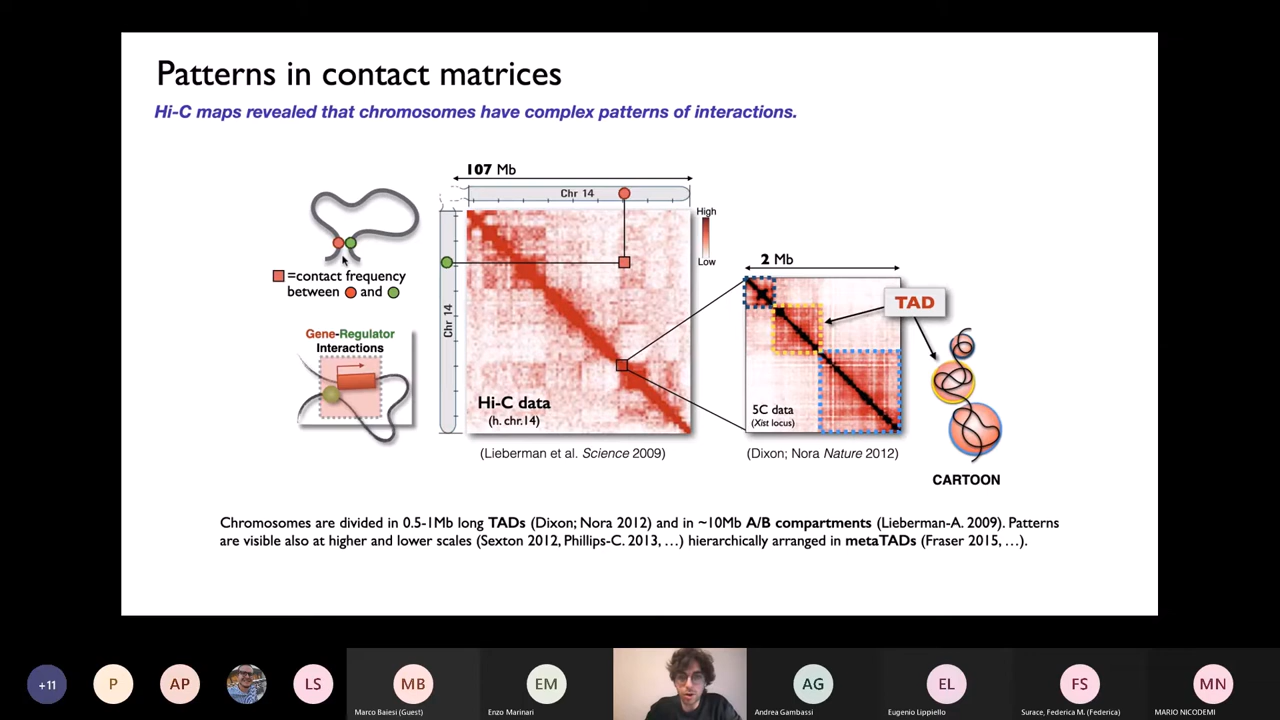 Patterns in contact matrices
Hi-C maps revealed that chromosomes have complex patterns of interactions.
107 Mb
Chr 14
High
Low
=contact frequency
between and
Chr 14
Gene-Regulator
Interactions
Hi-C data
(h. chr.14)
(Lieberman et al. Science 2009)
2 Mb
TAD
5C data
(Xist locus)
(Dixon; Nora Nature 2012)
CARTOON
Chromosomes are divided in 0.5-1Mb long TADs (Dixon; Nora 2012) and in ~10Mb A/B compartments (Lieberman-A. 2009). Patterns
are visible also at higher and lower scales (Sexton 2012, Phillips-C. 2013, …) hierarchically arranged in metaTADs (Fraser 2015, …).
+11
P
AP
LS
MB
Marco Baiesi (Guest)
EM
Enzo Marinari
AG
Andrea Gambassi
EL
Eugenio Lippiello
FS
Surace, Federica M. (Federica)
MN
MARIO NICODEMI